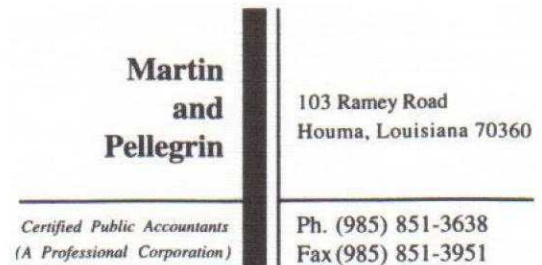 Martin
and
Pellegrin
103 Ramey Road
Houma, Louisiana 70360
Certified Public Accountants
(A Professional Corporation)
Ph. (985) 851-3638
Fax (985) 851-3951